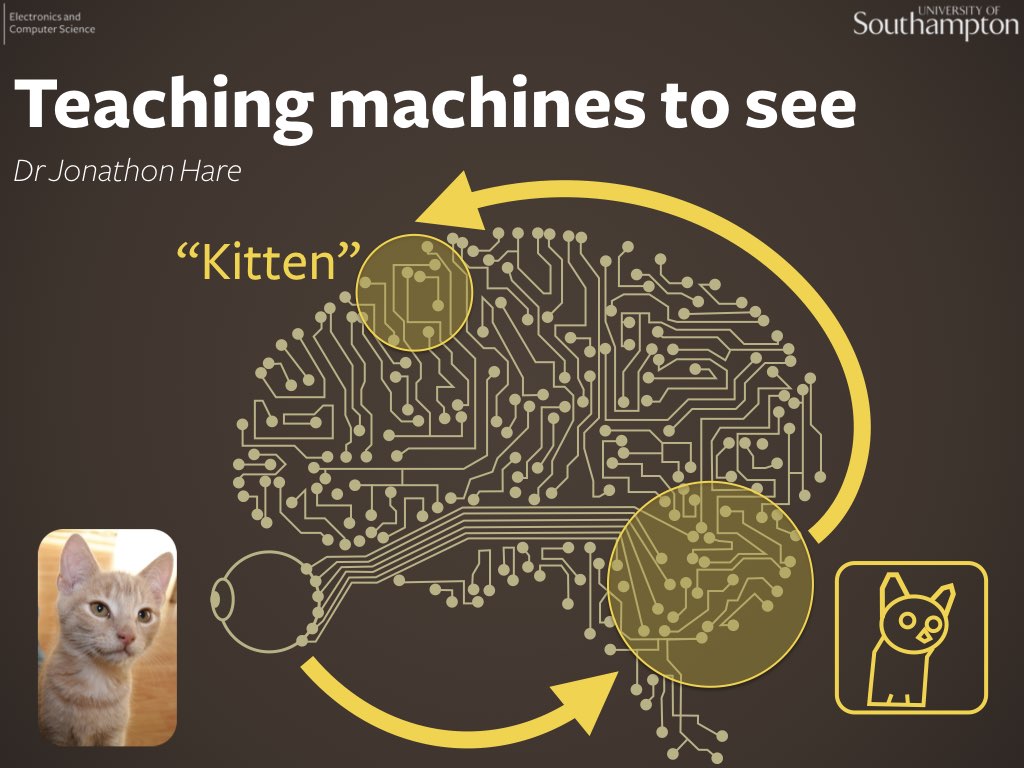 Electronics and
Computer Science
UNIVERSITY OF
Southampton
Teaching machines to see
Dr Jonathon Hare
“Kitten”